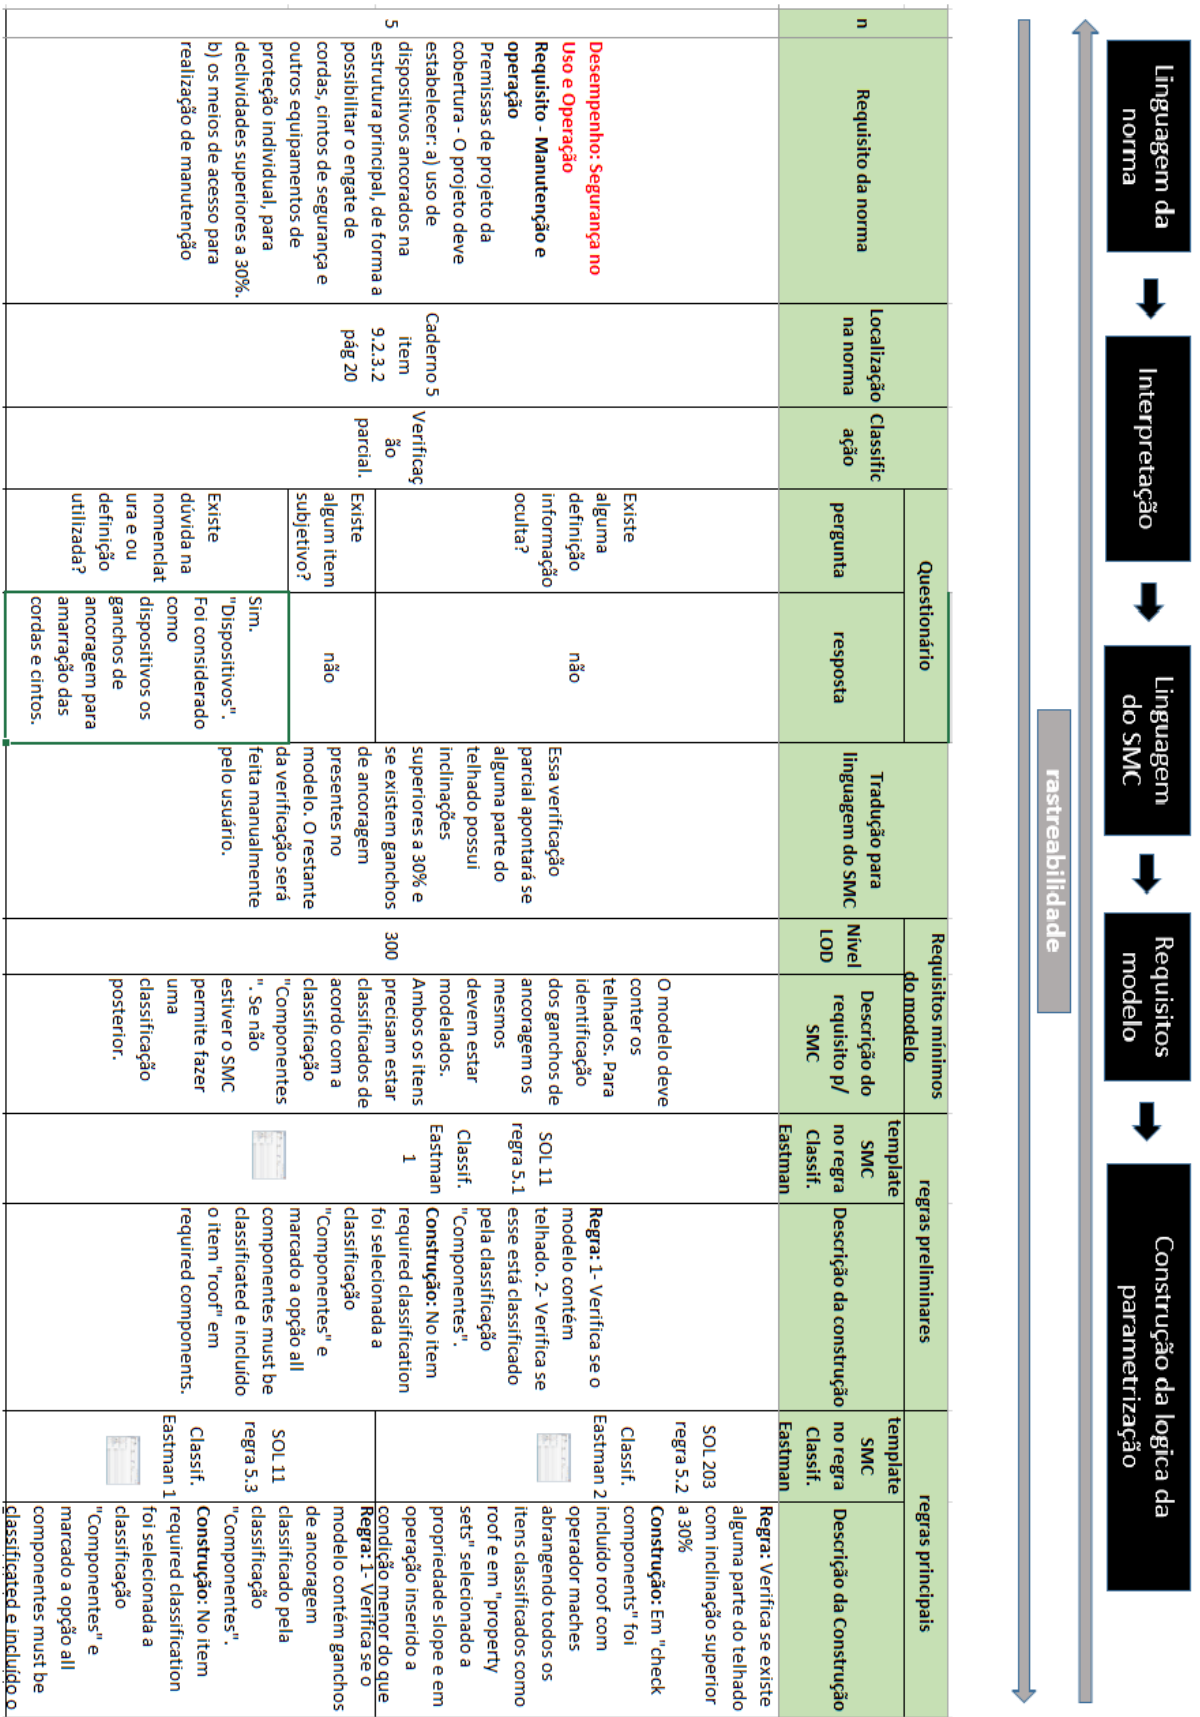 Linguagem da
norma
Interpretação
Linguagem
do SMC
Requisitos
modelo
Construção da logica da
parametrização
rastreabilidade
n
Requisito da norma
Localização
na norma
Classific
ação
Questionário
pergunta
resposta
Tradução para
linguagem do SMC
Requisitos mínimos
do modelo
Nível
LOD
Descrição do
requisito p/
SMC
regras preliminares
template
SMC
no regra
Classif.
Eastman
Descrição da construção
regras principais
template
SMC
no regra
Classif.
Eastman
Descrição da Construção
5
Desempenho: Segurança no
Uso e Operação
Requisito - Manutenção e
operação
Premissas de projeto da
cobertura - O projeto deve
estabelecer: a) uso de
dispositivos ancorados na
estrutura principal, de forma a
possibilitar o engate de
cordas, cintos de segurança e
outros equipamentos de
proteção individual, para
declividades superiores a 30%.
b) os meios de acesso para
realização de manutenção
Caderno 5
item
9.2.3.2
pág 20
Verificaç
ão
parcial.
Existe
alguma
definição
informação
oculta?
não
Existe
algum item
subjetivo?
não
Existe
dúvida na
nomenclat
ura e ou
definição
utilizada?
Sim.
"Dispositivos".
Foi considerado
como
dispositivos os
ganchos de
ancoragem para
amarração das
cordas e cintos.
Essa verificação
parcial apontará se
alguma parte do
telhado possui
inclinações
superiores a 30% e
se existem ganchos
de ancoragem
presentes no
modelo. O restante
da verificação será
feita manualmente
pelo usuário.
300
O modelo deve
conter os
telhados. Para
identificação
dos ganchos de
ancoragem os
mesmos
devem estar
modelados.
Ambos os itens
precisam estar
classificados de
acordo com a
classificação
"Componentes
". Se não
estiver o SMC
permite fazer
uma
classificação
posterior.
SOL 11
regra 5.1
Classif.
Eastman
1
Regra: 1- Verifica se o
modelo contém
telhado. 2- Verifica se
esse está classificado
pela classificação
"Componentes".
Construção: No item
required classification
foi selecionada a
classificação
"Componentes" e
marcado a opção all
componentes must be
classificated e incluído
o item "roof" em
required components.
SOL 203
regra 5.2
Classif.
Eastman 2
Regra: Verifica se existe
alguma parte do telhado
com inclinação superior
a 30%
Construção: Em "check
components" foi
incluído roof com
operador maches
abrangendo todos os
itens classificados como
roof e em "property
sets" selecionado a
propriedade slope e em
operação inserido a
condição menor do que
SOL 11
regra 5.3
Classif.
Eastman 1
Regra: 1- Verifica se o
modelo contém ganchos
de ancoragem
classificado pela
classificação
"Componentes".
Construção: No item
required classification
foi selecionada a
classificação
"Componentes" e
marcado a opção all
componentes must be
classificated e incluído o